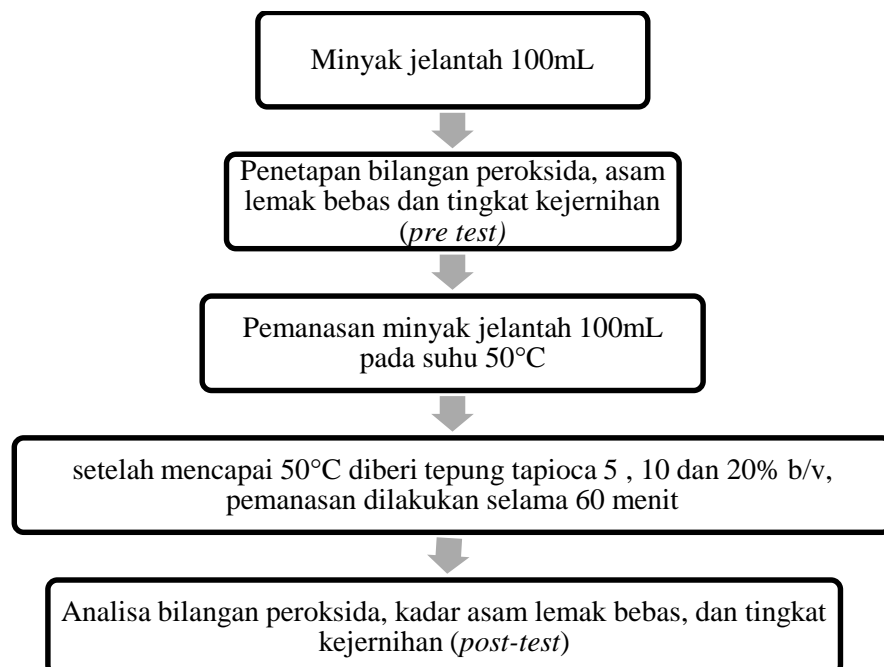 Minyak jelantah 100mL
Penetapan bilangan peroksida, asam
lemak bebas dan tingkat kejernihan
(pre test)
Pemanasan minyak jelantah 100mL
pada suhu 50°C
setelah mencapai 50°C diberi tepung tapioca 5 , 10 dan 20% b/v,
pemanasan dilakukan selama 60 menit
Analisa bilangan peroksida, kadar asam lemak bebas, dan tingkat
kejernihan (post-test)